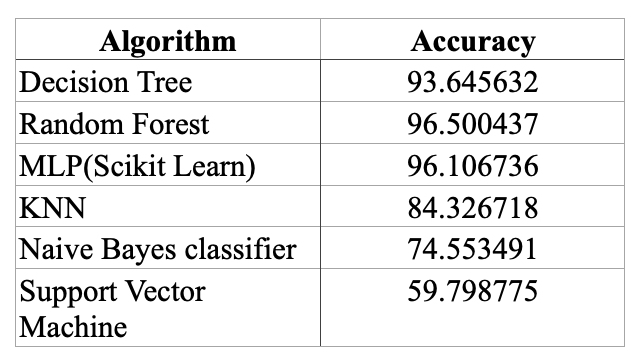 Algorithm Accuracy
Decision Tree 93.645632
Random Forest 96.500437
MLP(Scikit Learn) 96.106736
KNN 84.326718
Naive Bayes classifier 74.553491
Support Vector 59.798775
Machine